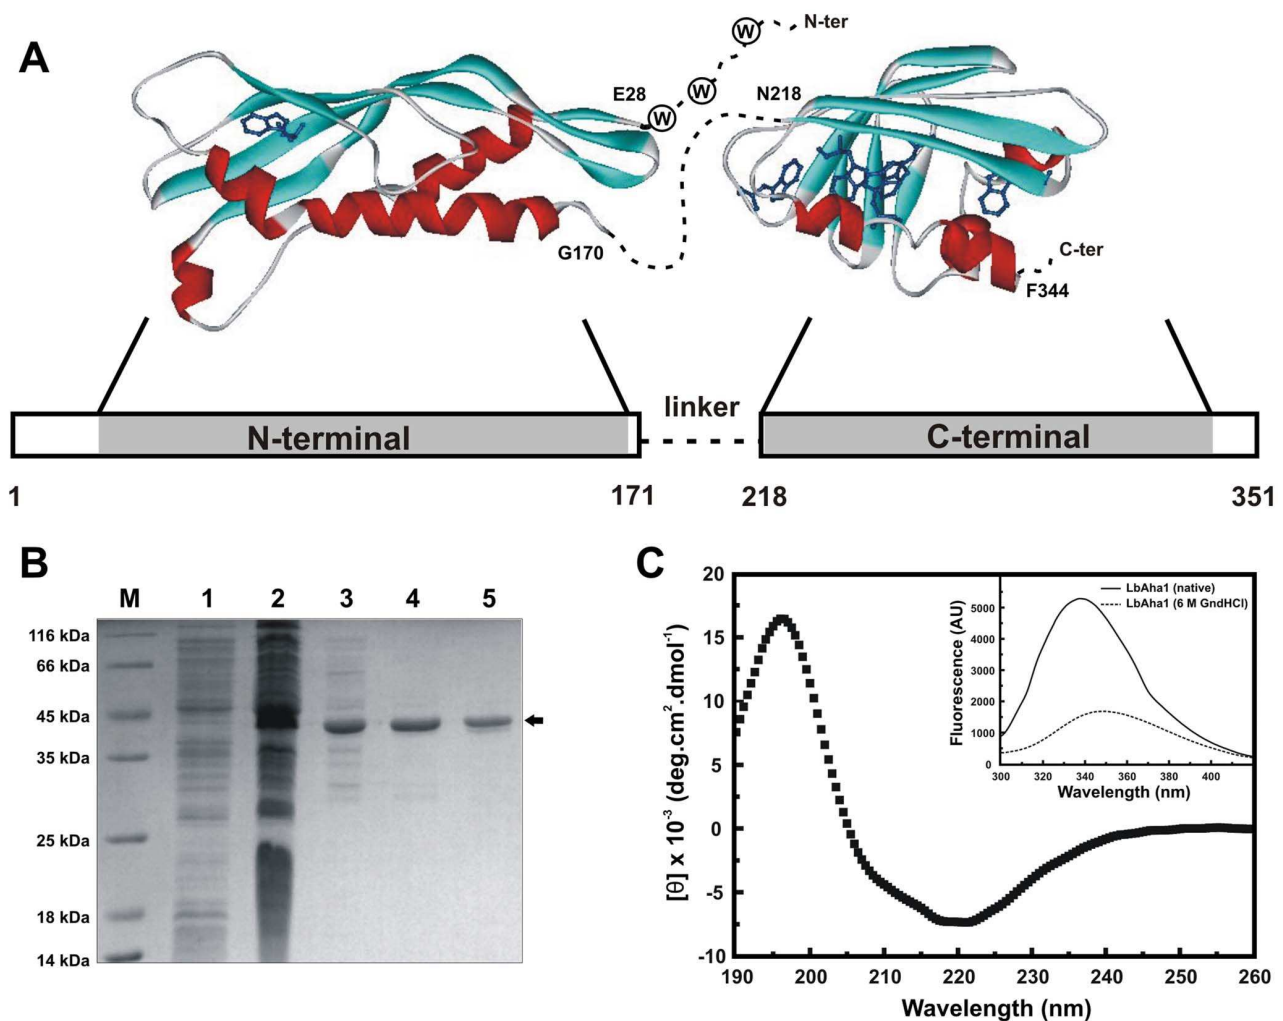 A
N-ter
W
W
W
E28
N218
G170
C-ter
F344
linker
N-terminal
C-terminal
1
171
218
351
B
M 1 2 3 4 5
116 kDa
66 kDa
45 kDa
35 kDa
25 kDa
18 kDa
14 kDa
C
[θ] x 10⁻³ (deg.cm².dmol⁻¹)
20
15
10
5
0
-5
-10
190 200 210 220 230 240 250 260
Wavelength (nm)
LbAha1 (native)
LbAha1 (6 M GndHCl)
Fluorescence (AU)
5000
4000
3000
2000
1000
0
300 320 340 360 380 400
Wavelength (nm)